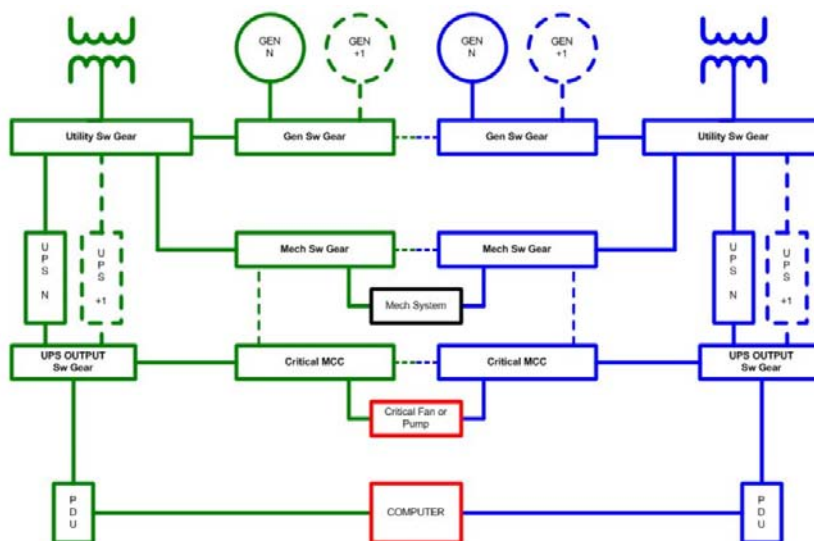 GEN
N
GEN
+1
GEN
N
GEN
+1
Utility Sw Gear
Gen Sw Gear
Gen Sw Gear
Utility Sw Gear
U
P
S
N
U
P
S
+1
Mech Sw Gear
Mech Sw Gear
U
P
S
N
U
P
S
+1
Mech System
UPS OUTPUT
Sw Gear
Critical MCC
Critical MCC
UPS OUTPUT
Sw Gear
Critical Fan or
Pump
P
D
U
COMPUTER
P
D
U